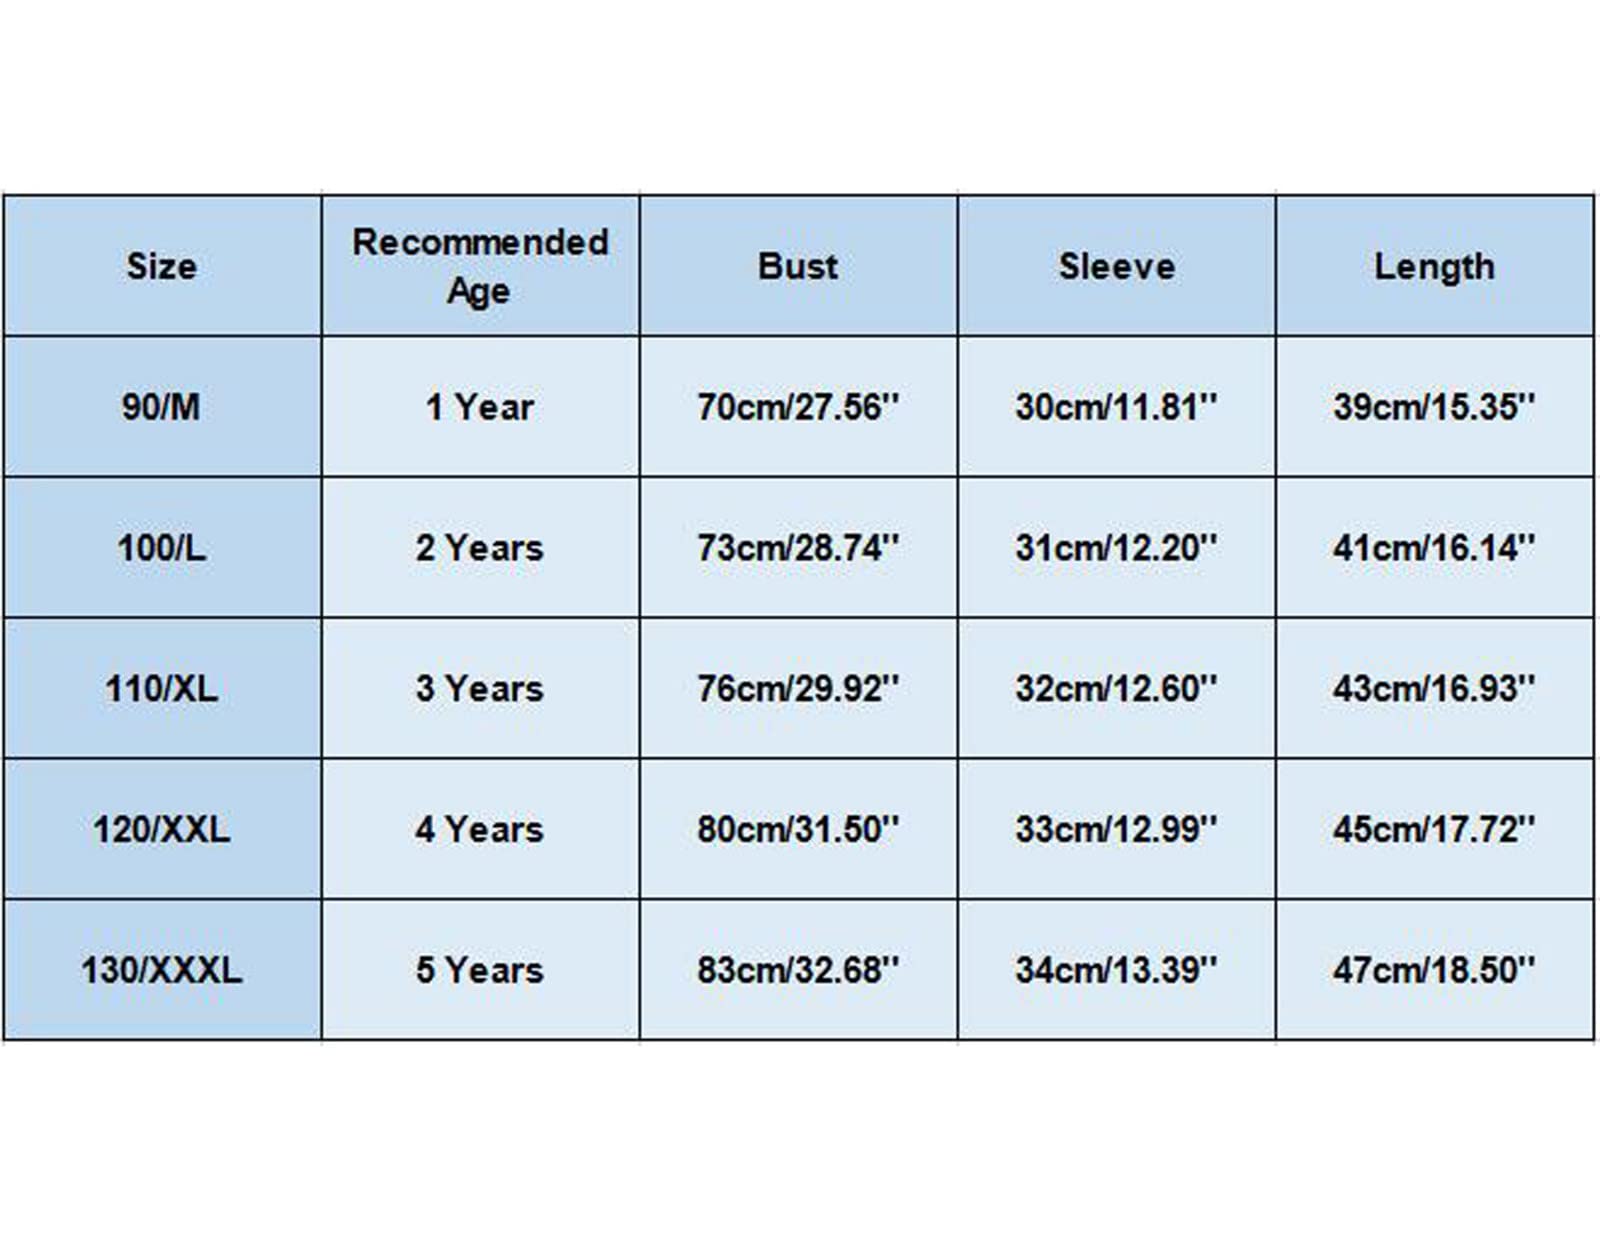 Size Recommended Age Bust Sleeve Length
90/M 1 Year 70cm/27.56'' 30cm/11.81'' 39cm/15.35''
100/L 2 Years 73cm/28.74'' 31cm/12.20'' 41cm/16.14''
110/XL 3 Years 76cm/29.92'' 32cm/12.60'' 43cm/16.93''
120/XXL 4 Years 80cm/31.50'' 33cm/12.99'' 45cm/17.72''
130/XXXL 5 Years 83cm/32.68'' 34cm/13.39'' 47cm/18.50''